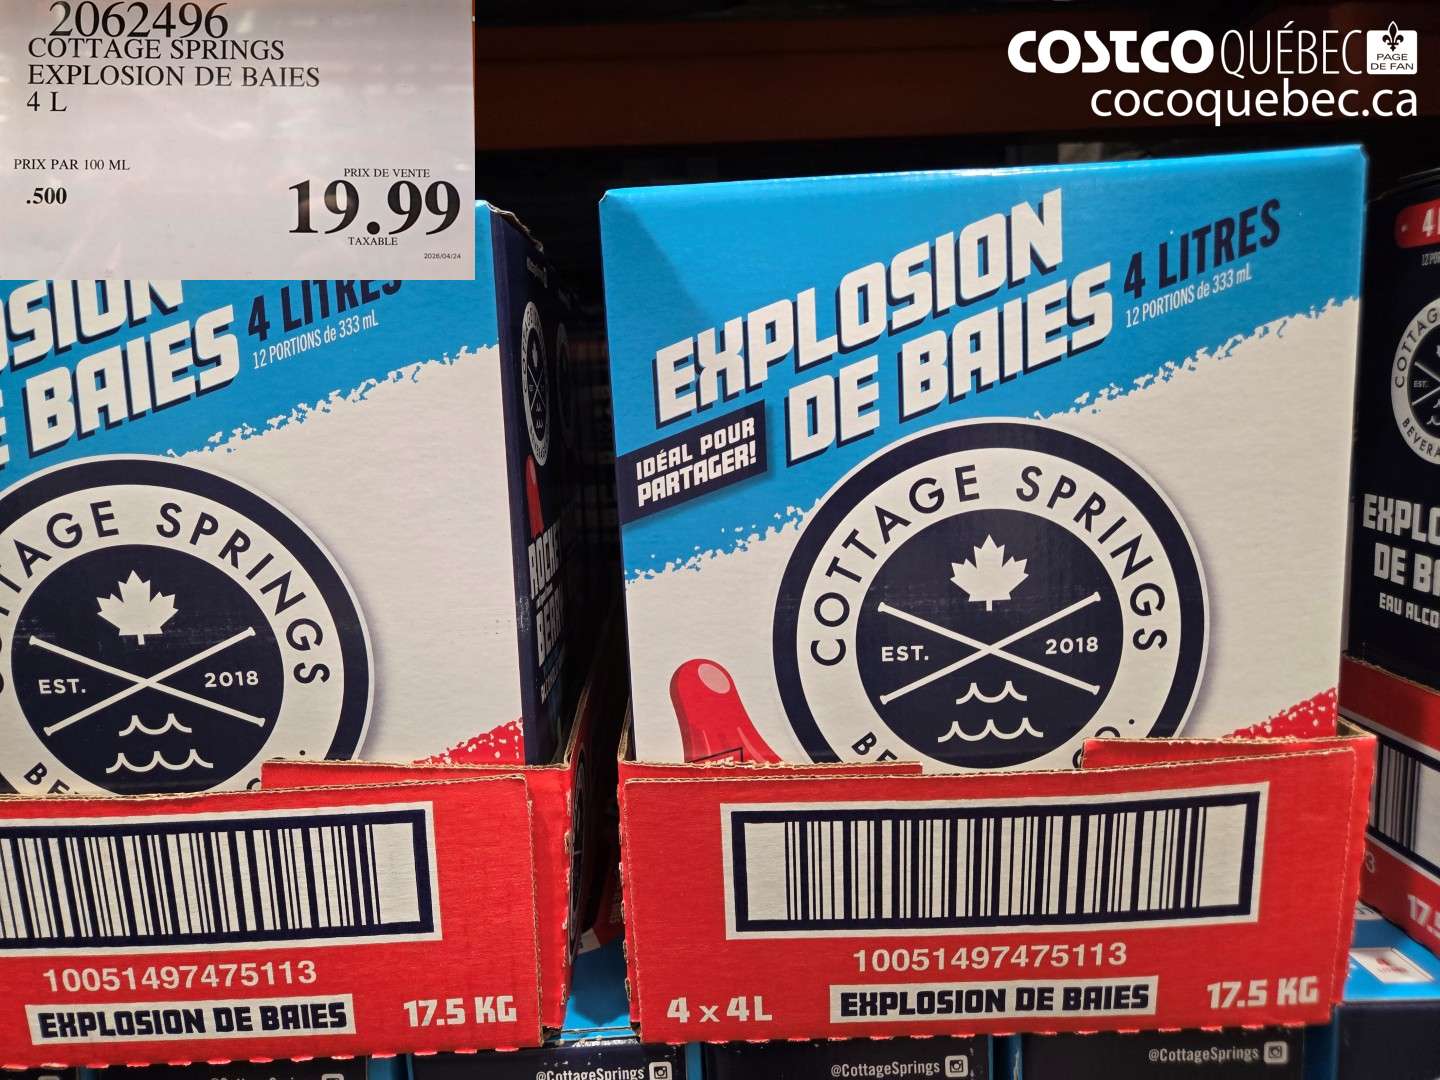 2062496
COTTAGE SPRINGS
EXPLOSION DE BAIES
4 L
PRIX PAR 100 ML
.500
PRIX DE VENTE
19.99
TAXABLE
2026/04/24
COSTCO QUÉBEC
PAGE
DE FAN
cocoquebec.ca
DE BAIES
4 LITRES
12 PORTIONS de 333 mL
COTTAGE SPRINGS
EST. 2018
10051497475113
EXPLOSION DE BAIES
17.5 KG
EXPLOSION
DE BAIES
4 LITRES
12 PORTIONS de 333 mL
IDÉAL POUR
PARTAGER!
COTTAGE SPRINGS
EST. 2018
10051497475113
4 x 4L
EXPLOSION DE BAIES
17.5 KG
@CottageSprings
@CottageSprings
@CottageSprings